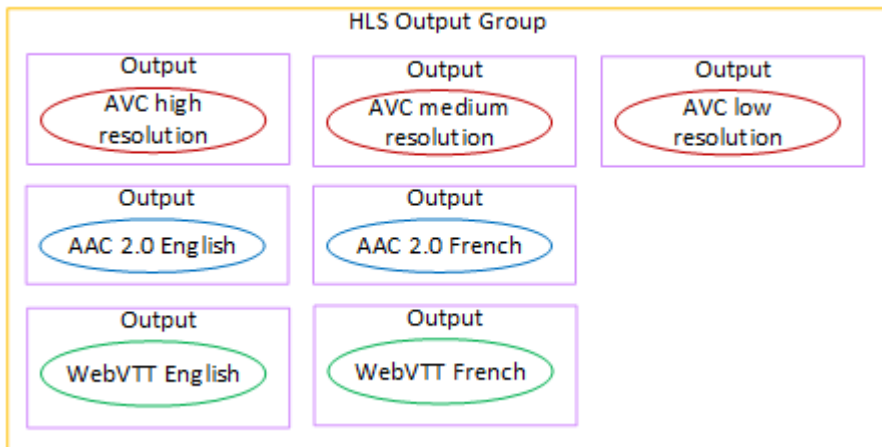 HLS Output Group
Output
AVC high
resolution
Output
AVC medium
resolution
Output
AVC low
resolution
Output
AAC 2.0 English
Output
AAC 2.0 French
Output
WebVTT English
Output
WebVTT French